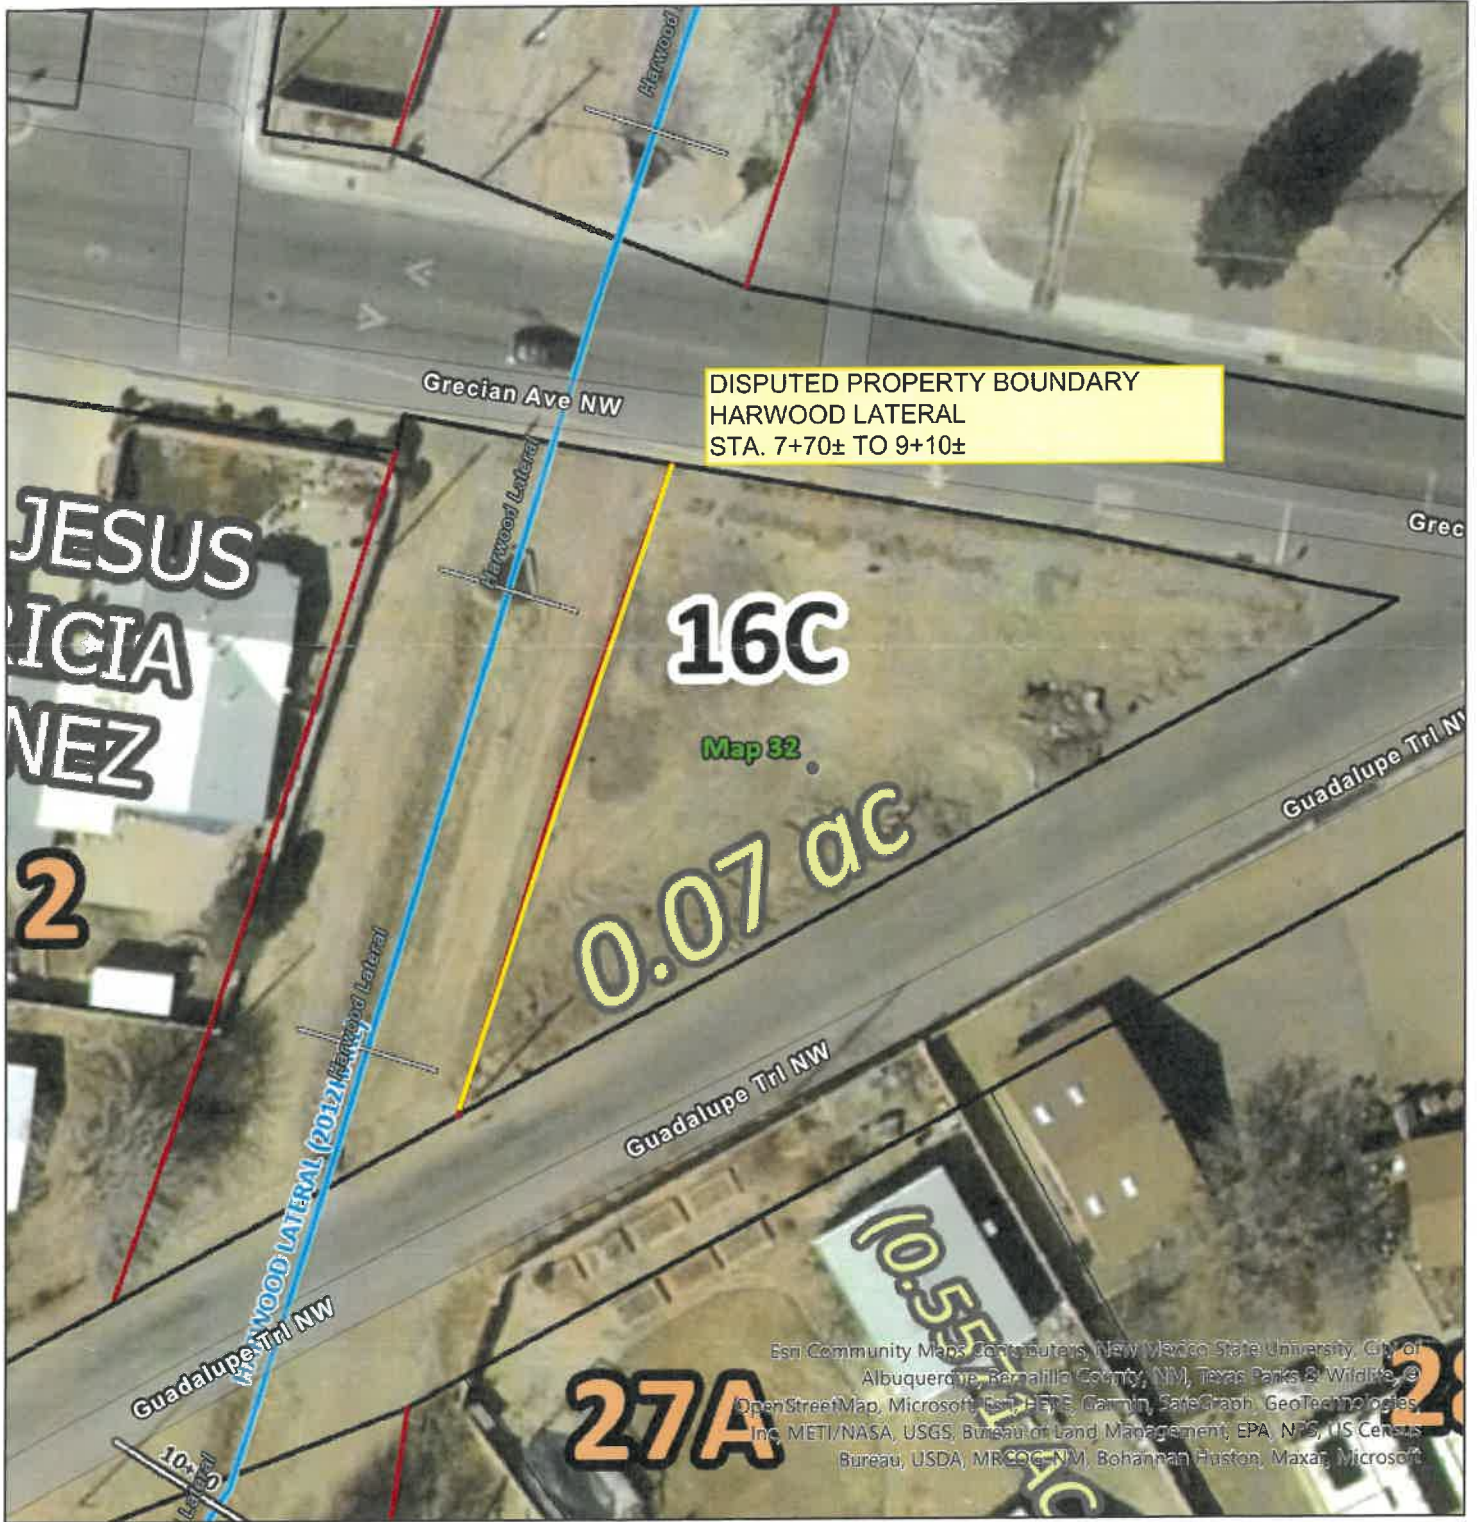 Harwood
Grecian Ave NW
DISPUTED PROPERTY BOUNDARY
HARWOOD LATERAL
STA. 7+70± TO 9+10±
Harwood Lateral
Grec
JESUS
RICIA
NEZ
16C
Map 32
0.07 ac
Guadalupe Trl NW
2
Harwood Lateral
Guadalupe Trl NW
HARWOOD LATERAL (2012
Guadalupe Trl NW
27A
28
Esri Community Maps Contributors, New Mexico State University, City of
Albuquerque, Bernalillo County, NM, Texas Parks & Wildlife, ©
OpenStreetMap, Microsoft, Esri, HERE, Garmin, SafeGraph, GeoTechnologies,
Inc, METI/NASA, USGS, Bureau of Land Management, EPA, NPS, US Census
Bureau, USDA, MRCOG-NM, Bohannan Huston, Maxar, Microsoft
AC
Lateral